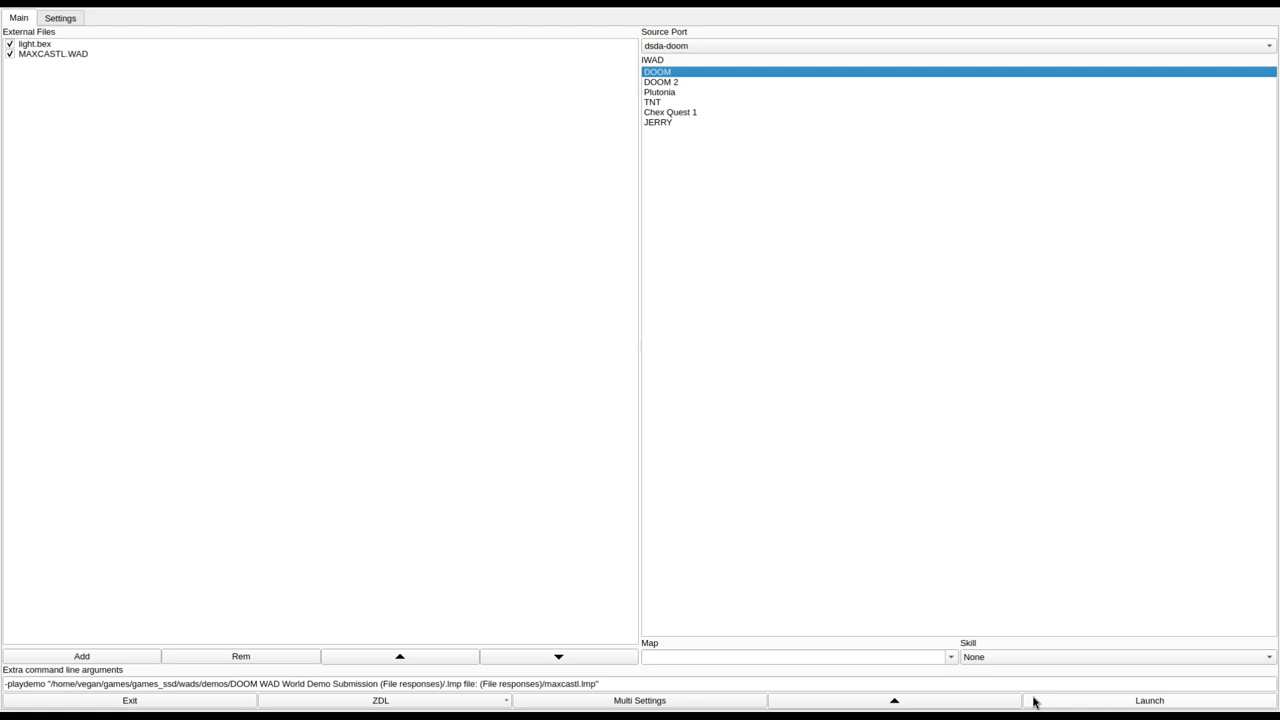 Main Settings
External Files
light.bex
MAXCASTL.WAD
Source Port
dsda-doom
IWAD
DOOM
DOOM 2
Plutonia
TNT
Chex Quest 1
JERRY
Add Rem
Map Skill
None
Extra command line arguments
-playdemo "/home/vegan/games/games_ssd/wads/demos/DOOM WAD World Demo Submission (File responses)/.lmp file: (File responses)/maxcastl.lmp"
Exit ZDL Multi Settings Launch